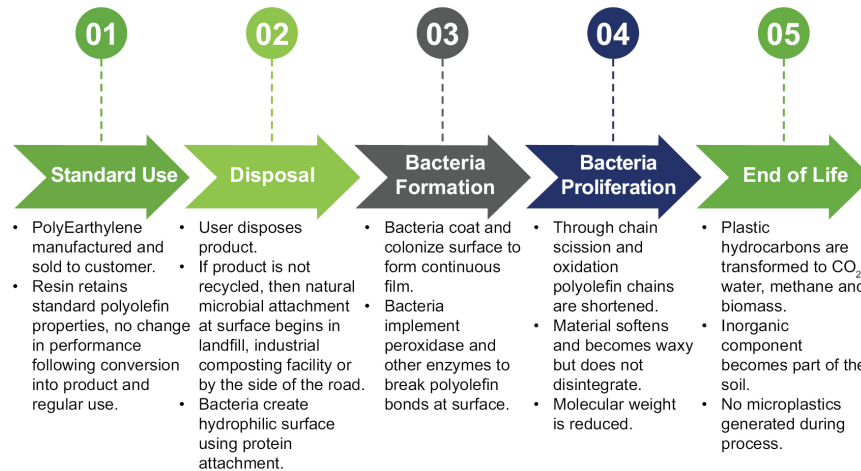 01
02
03
04
05
Standard Use
Disposal
Bacteria
Formation
Bacteria
Proliferation
End of Life
• PolyEarthylene
manufactured and
sold to customer.
• Resin retains
standard polyolefin
properties, no change
in performance
following conversion
into product and
regular use.
• User disposes
product.
• If product is not
recycled, then natural
microbial attachment
at surface begins in
landfill, industrial
composting facility or
by the side of the road.
• Bacteria create
hydrophilic surface
using protein
attachment.
• Bacteria coat and
colonize surface to
form continuous
film.
• Bacteria
implement
peroxidase and
other enzymes to
break polyolefin
bonds at surface.
• Through chain
scission and
oxidation
polyolefin chains
are shortened.
• Material softens
and becomes waxy
but does not
disintegrate.
• Molecular weight
is reduced.
• Plastic
hydrocarbons are
transformed to CO2
water, methane and
biomass.
• Inorganic
component
becomes part of the
soil.
• No microplastics
generated during
process.